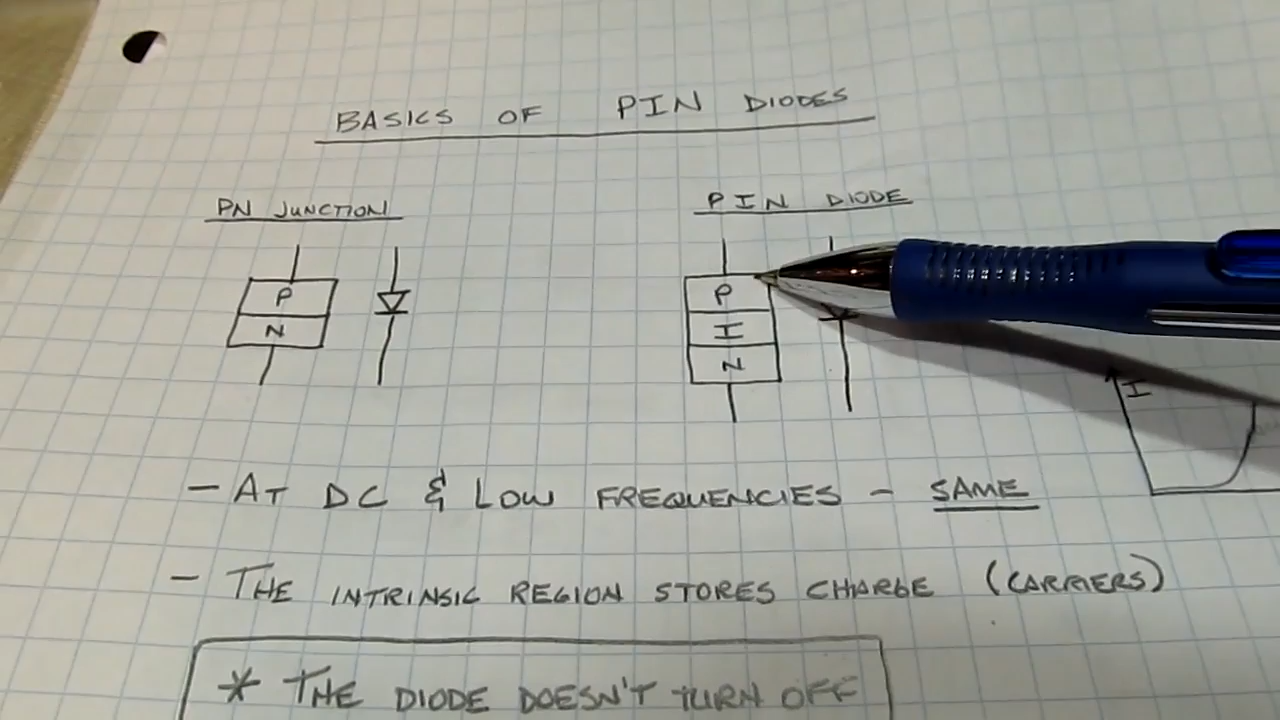 BASICS OF PIN DIODES
PN JUNCTION
PIN DIODE
P
N
P
I
N
I
- AT DC & LOW FREQUENCIES - SAME
- THE INTRINSIC REGION STORES CHARGE (CARRIERS)
* THE DIODE DOESN'T TURN OFF